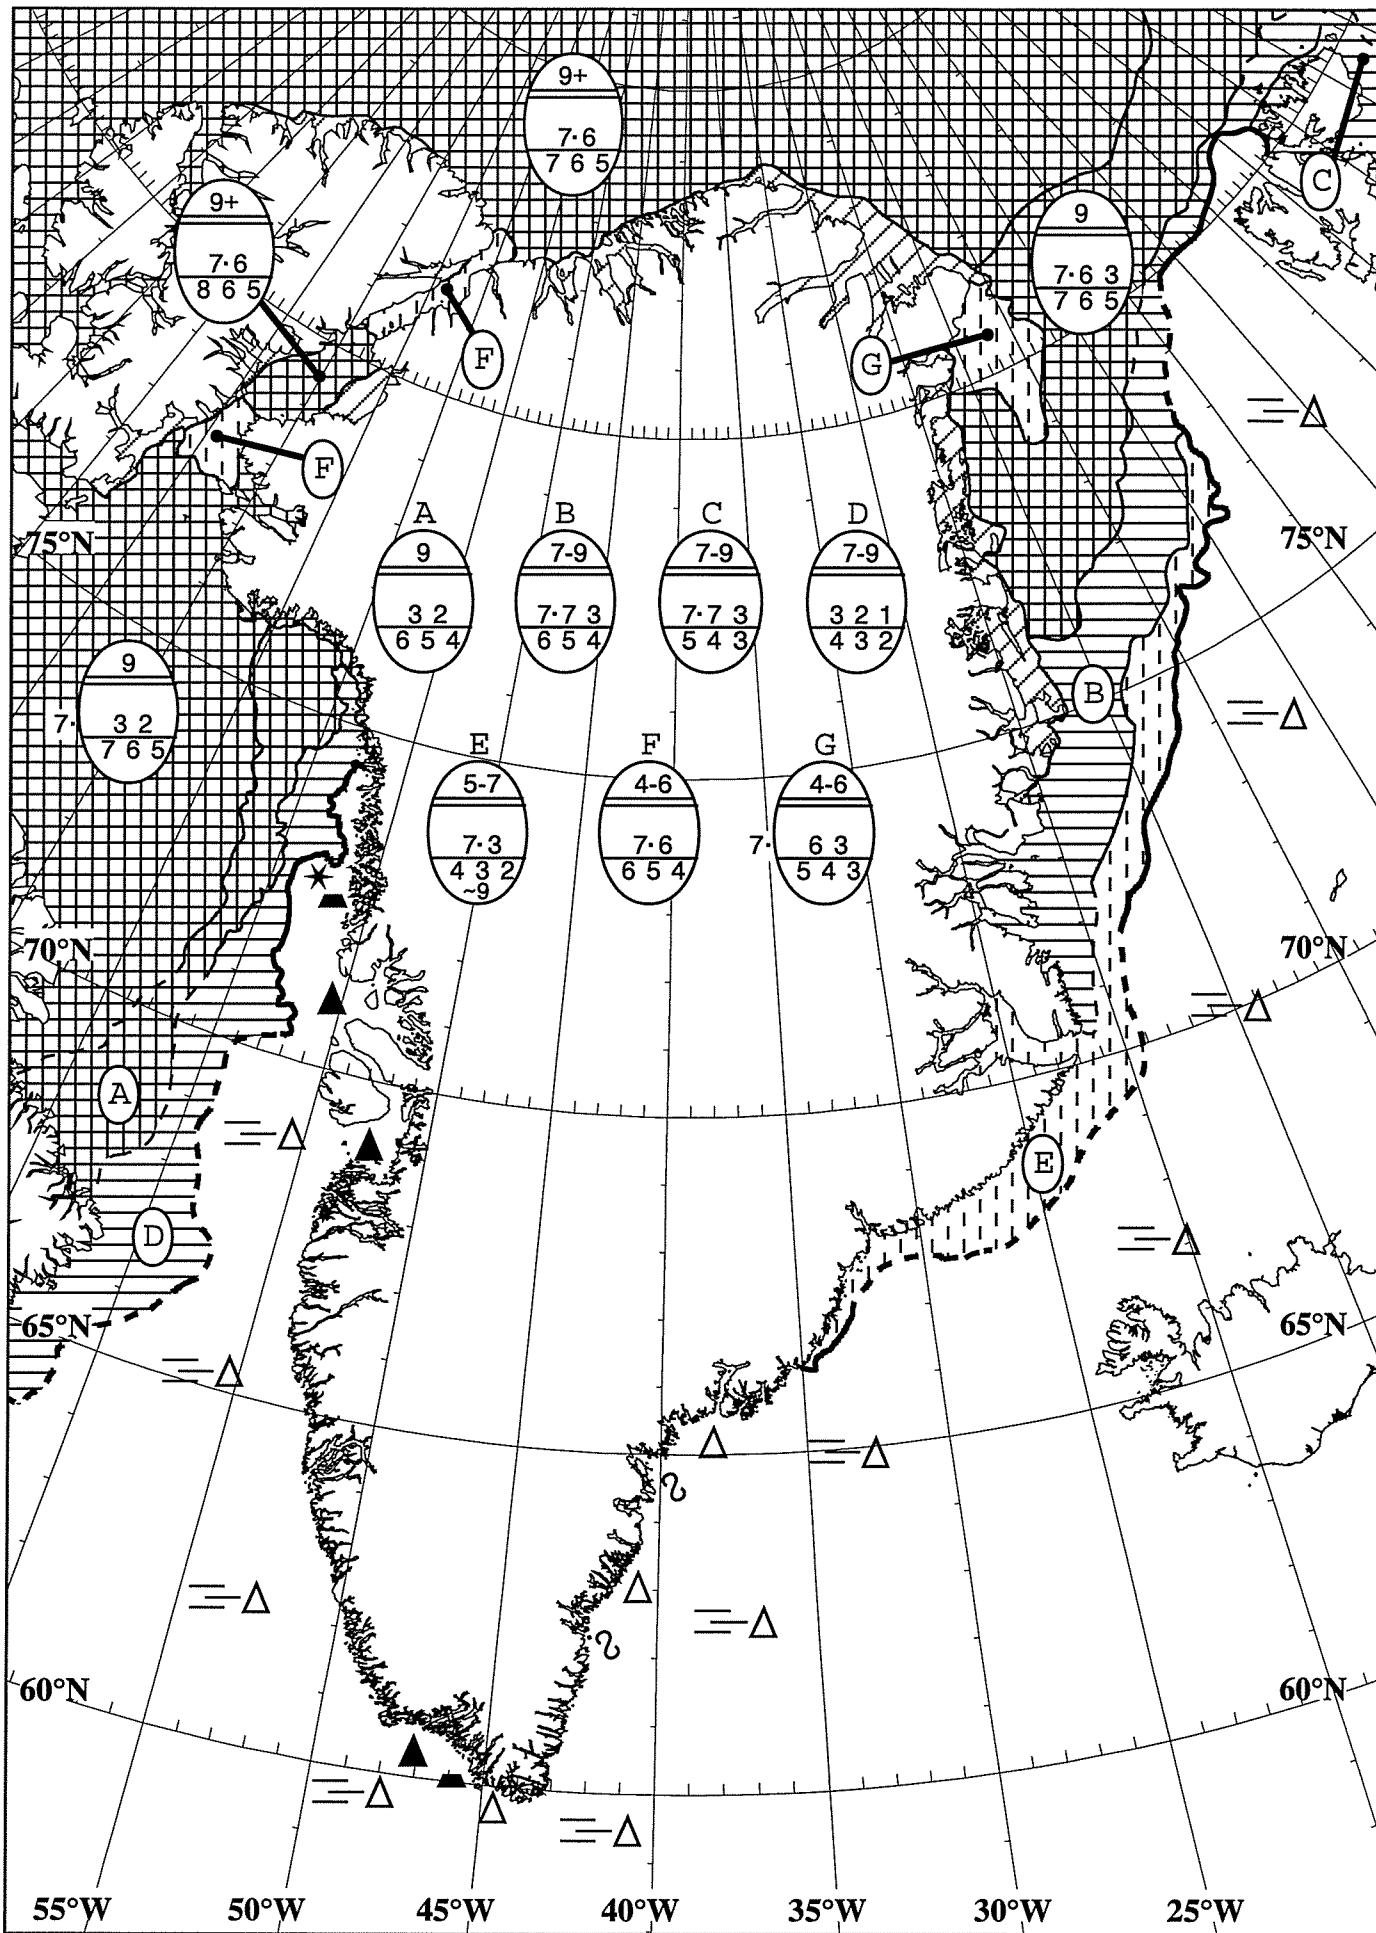 9+
7·6
7 6 5
C
9+
7·6
8 6 5
9
7·6 3
7 6 5
F
G
F
75°N
75°N
A
9
3 2
6 5 4
B
7-9
7·7 3
6 5 4
C
7-9
7·7 3
5 4 3
D
7-9
3 2 1
4 3 2
9
7· 3 2
7 6 5
B
E
5-7
7·3
4 3 2
~9
F
4-6
7·6
6 5 4
G
4-6
7· 6 3
5 4 3
70°N
70°N
A
E
D
65°N
65°N
60°N
60°N
55°W 50°W 45°W 40°W 35°W 30°W 25°W